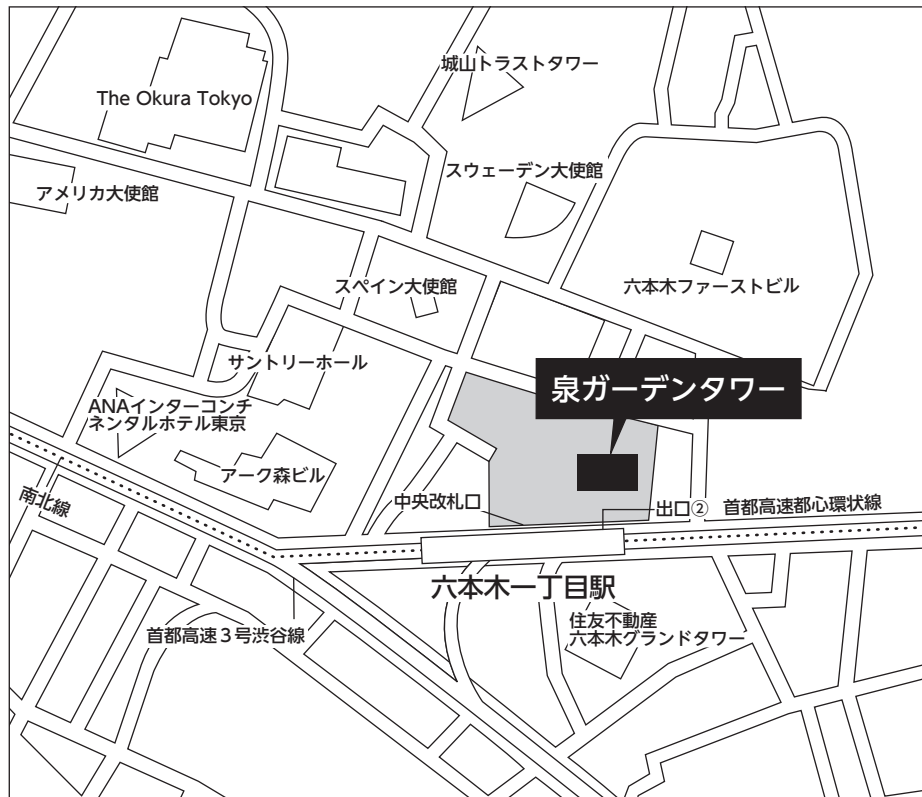 城山トラストタワー
The Okura Tokyo
スウェーデン大使館
アメリカ大使館
スペイン大使館
六本木ファーストビル
サントリーホール
泉ガーデンタワー
ANAインターコンチ
ネンタルホテル東京
アーク森ビル
南北線
中央改札口
出口②
首都高速都心環状線
六本木一丁目駅
住友不動産
六本木グランドタワー
首都高速3号渋谷線